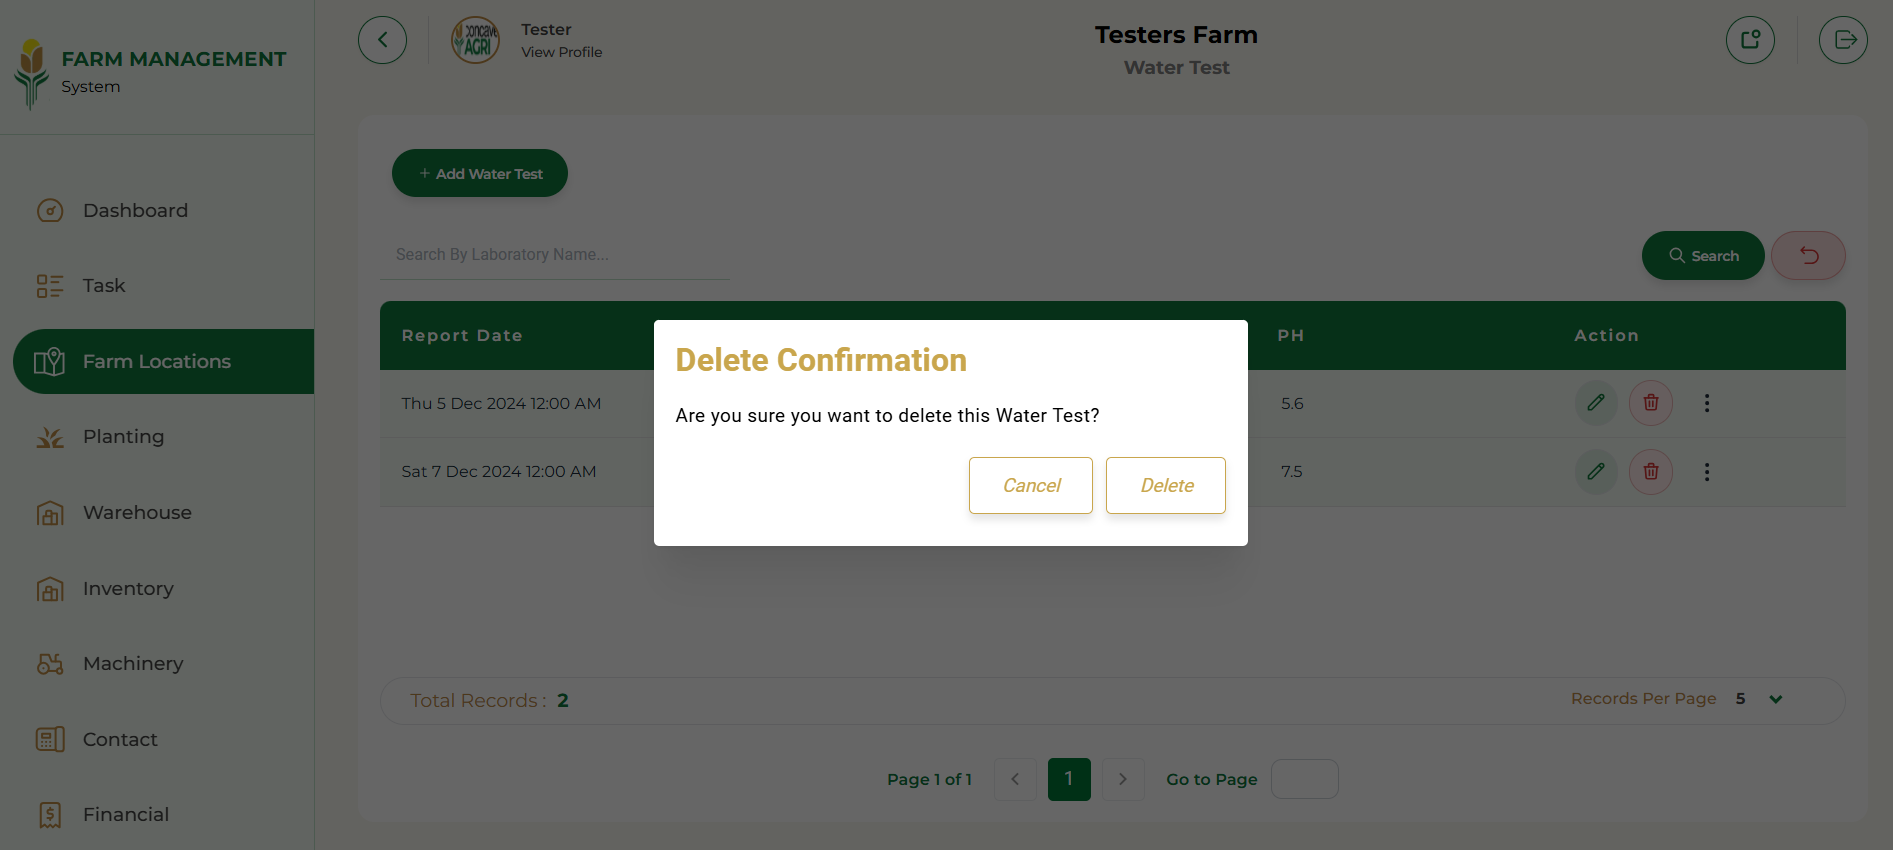 FARM MANAGEMENT
System
Dashboard
Task
Farm Locations
Planting
Warehouse
Inventory
Machinery
Contact
Financial
concave
AGRI
Tester
View Profile
Testers Farm
Water Test
+ Add Water Test
Search By Laboratory Name...
Search
Report Date
PH
Action
Thu 5 Dec 2024 12:00 AM
5.6
Sat 7 Dec 2024 12:00 AM
7.5
Delete Confirmation
Are you sure you want to delete this Water Test?
Cancel
Delete
Total Records : 2
Records Per Page 5
Page 1 of 1
1
Go to Page